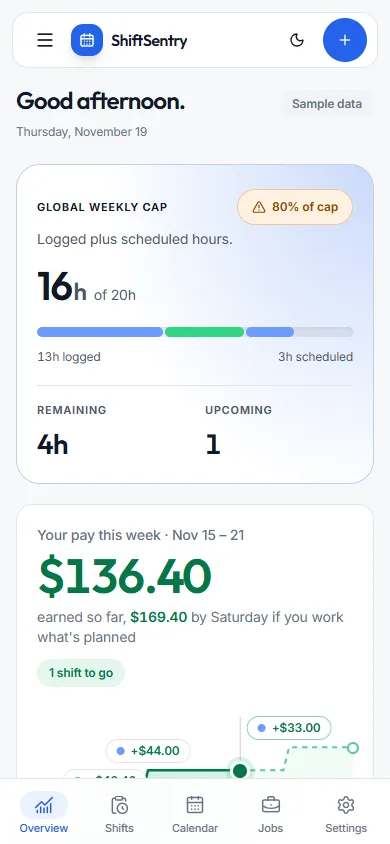 ShiftSentry
Good afternoon.
Sample data
Thursday, November 19
GLOBAL WEEKLY CAP
80% of cap
Logged plus scheduled hours.
16h of 20h
13h logged
3h scheduled
REMAINING
UPCOMING
4h
1
Your pay this week · Nov 15 – 21
$136.40
earned so far, $169.40 by Saturday if you work
what's planned
1 shift to go
+$33.00
+$44.00
Overview
Shifts
Calendar
Jobs
Settings